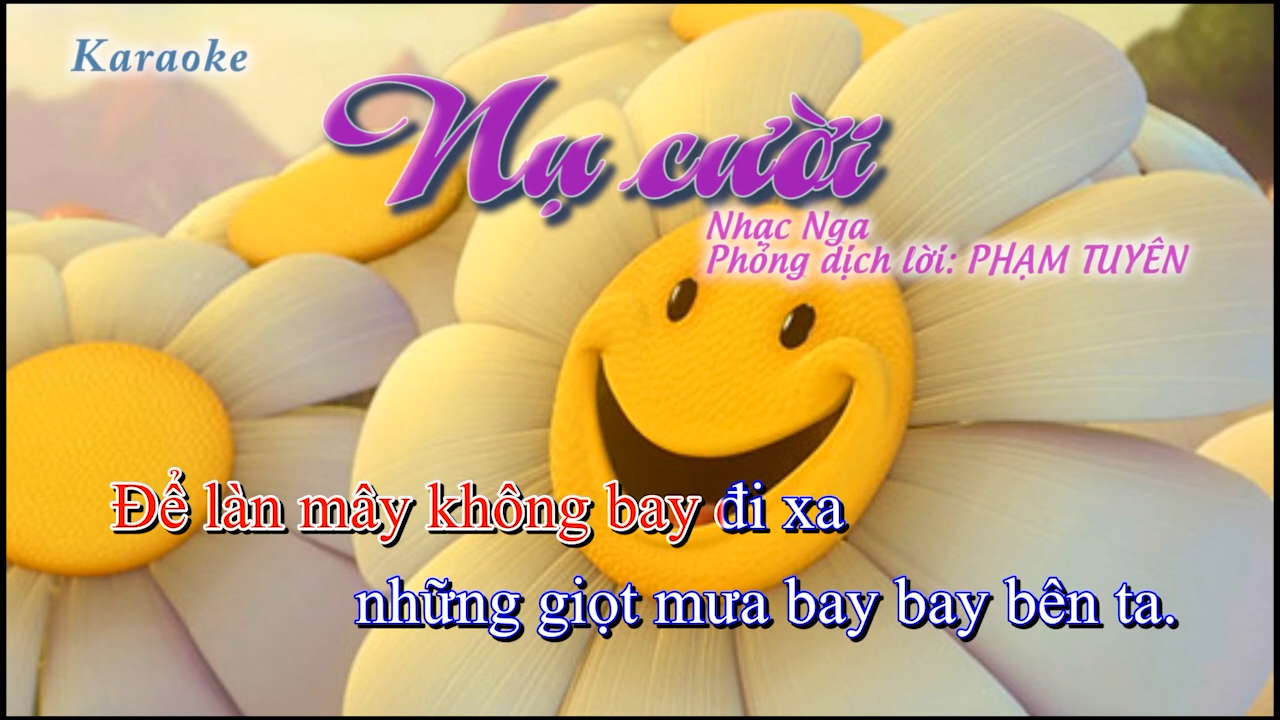 Karaoke
Nụ cười
Nhạc Nga
Phỏng dịch lời: PHẠM TUYÊN
Để làn mây không bay đi xa
những giọt mưa bay bay bên ta.